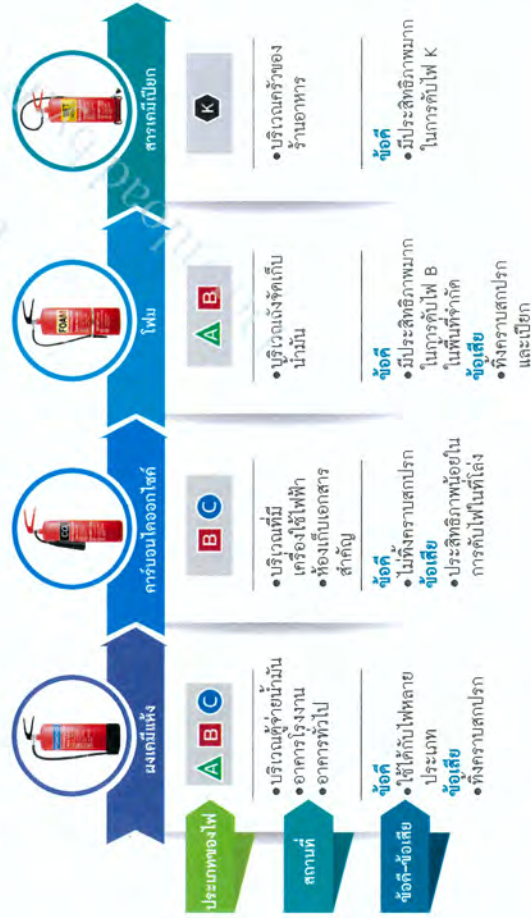 ผงเคมีแห้ง
คาร์บอนไดออกไซค์
โฟม
สารเคมีเปียก
CO₂
FOAM
ประเภทของไฟ
A B C
B C
A B
K
สถานที่
• บริเวณตู้จ่ายน้ำมัน
• อาคารโรงงาน
• อาคารทั่วไป
• บริเวณที่มี
เครื่องใช้ไฟฟ้า
• ห้องเก็บเอกสาร
สำคัญ
• บริเวณถังจัดเก็บ
น้ำมัน
• บริเวณครัวของ
ร้านอาหาร
ข้อดี-ข้อเสีย
ข้อดี
• ใช้ได้กับไฟหลาย
ประเภท
ข้อเสีย
• ทิ้งคราบสกปรก
ข้อดี
• ไม่ทิ้งคราบสกปรก
ข้อเสีย
• ประสิทธิภาพน้อยใน
การดับไฟในที่โล่ง
ข้อดี
• มีประสิทธิภาพมาก
ในการดับไฟ B
ในพื้นที่จำกัด
ข้อเสีย
• ทิ้งคราบสกปรก
และเปียก
ข้อดี
• มีประสิทธิภาพมาก
ในการดับไฟ K